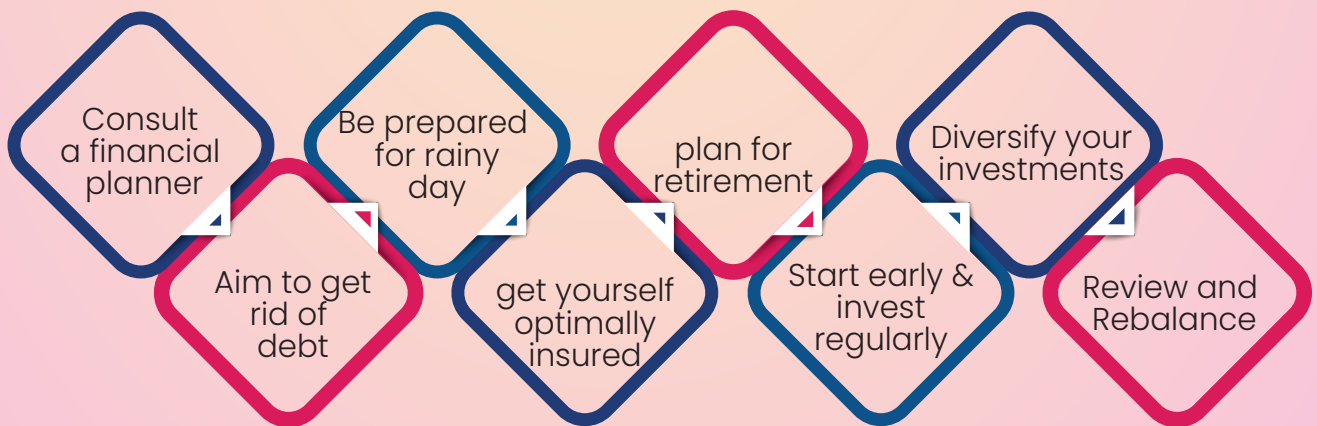 Consult
a financial
planner
Aim to get
rid of
debt
Be prepared
for rainy
day
get yourself
optimally
insured
plan for
retirement
Start early &
invest
regularly
Diversify your
investments
Review and
Rebalance